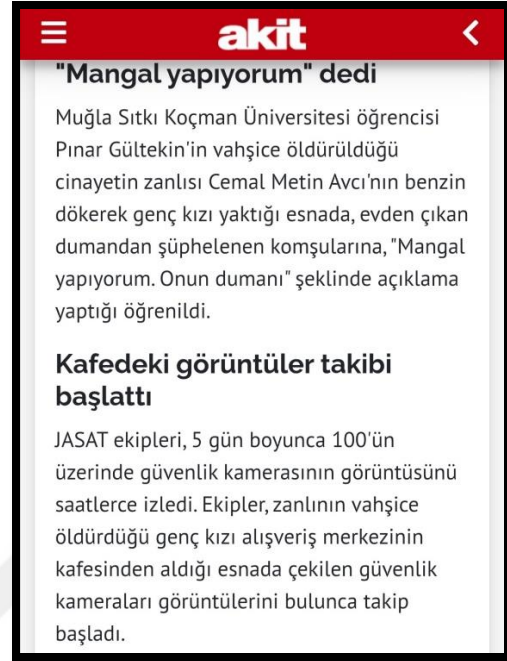 akit
"Mangal yapıyorum" dedi
Muğla Sıtkı Koçman Üniversitesi öğrencisi
Pınar Gültekin'in vahşice öldürüldüğü
cinayetin zanlısı Cemal Metin Avcı'nın benzin
dökerek genç kızı yaktığı esnada, evden çıkan
dumandan şüphelenen komşularına, "Mangal
yapıyorum. Onun dumanı" şeklinde açıklama
yaptığı öğrenildi.
Kafedeki görüntüler takibi
başlattı
JASAT ekipleri, 5 gün boyunca 100'ün
üzerinde güvenlik kamerasının görüntüsünü
saatlerce izledi. Ekipler, zanlının vahşice
öldürdüğü genç kızı alışveriş merkezinin
kafesinden aldığı esnada çekilen güvenlik
kameraları görüntülerini bulunca takip
başladı.